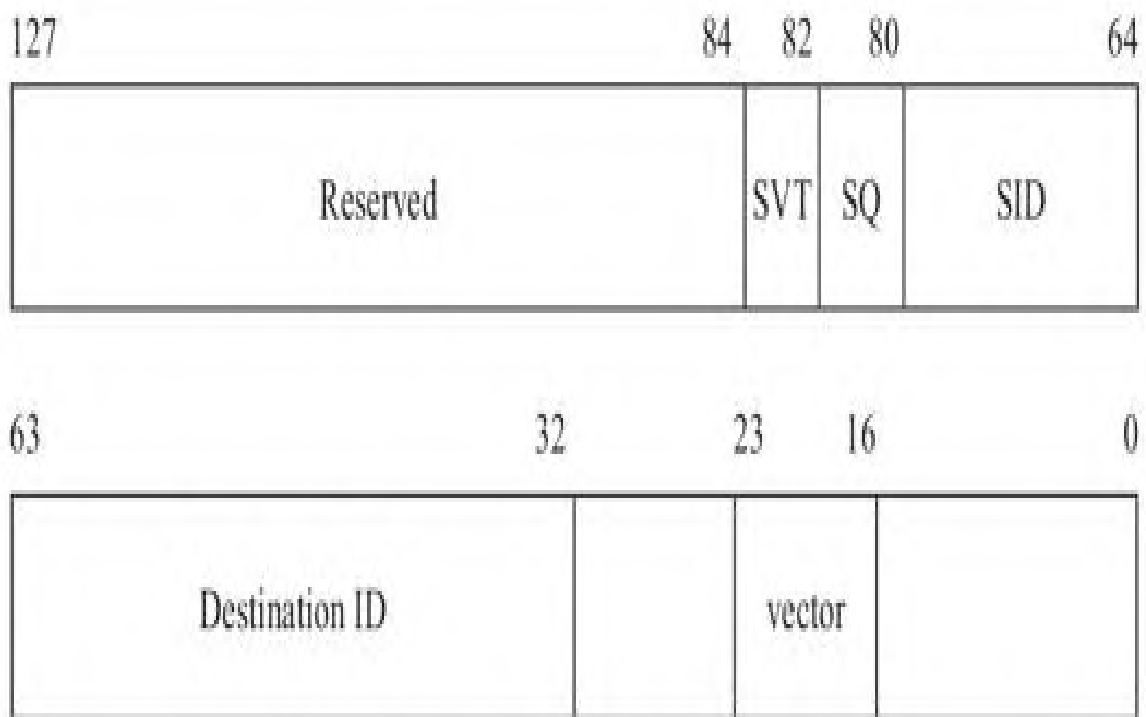 127 84 82 80 64
Reserved SVT SQ SID
63 32 23 16 0
Destination ID vector